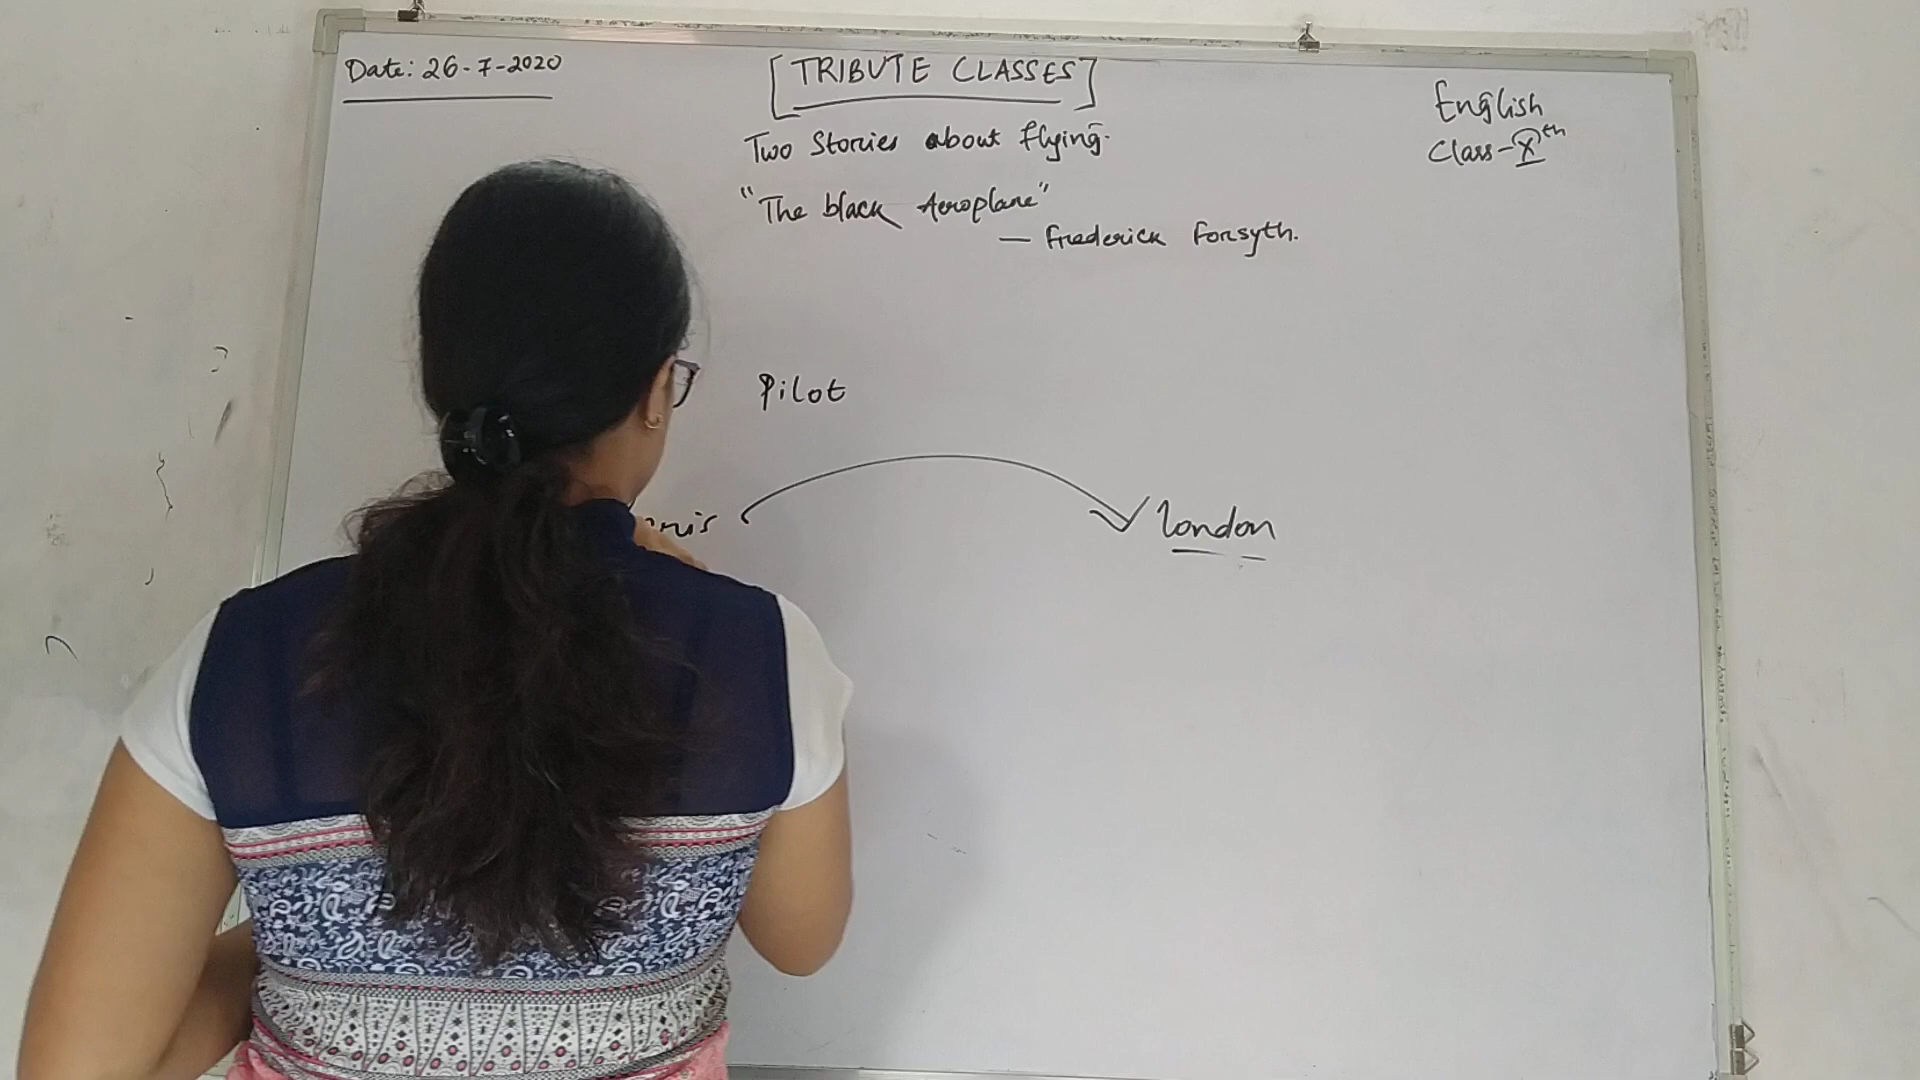 Date: 26-7-2020
[TRIBUTE CLASSES]
English
Class-Xth
Two Stories about flying.
"The black Aeroplane"
— Frederick Forsyth.
Pilot
london